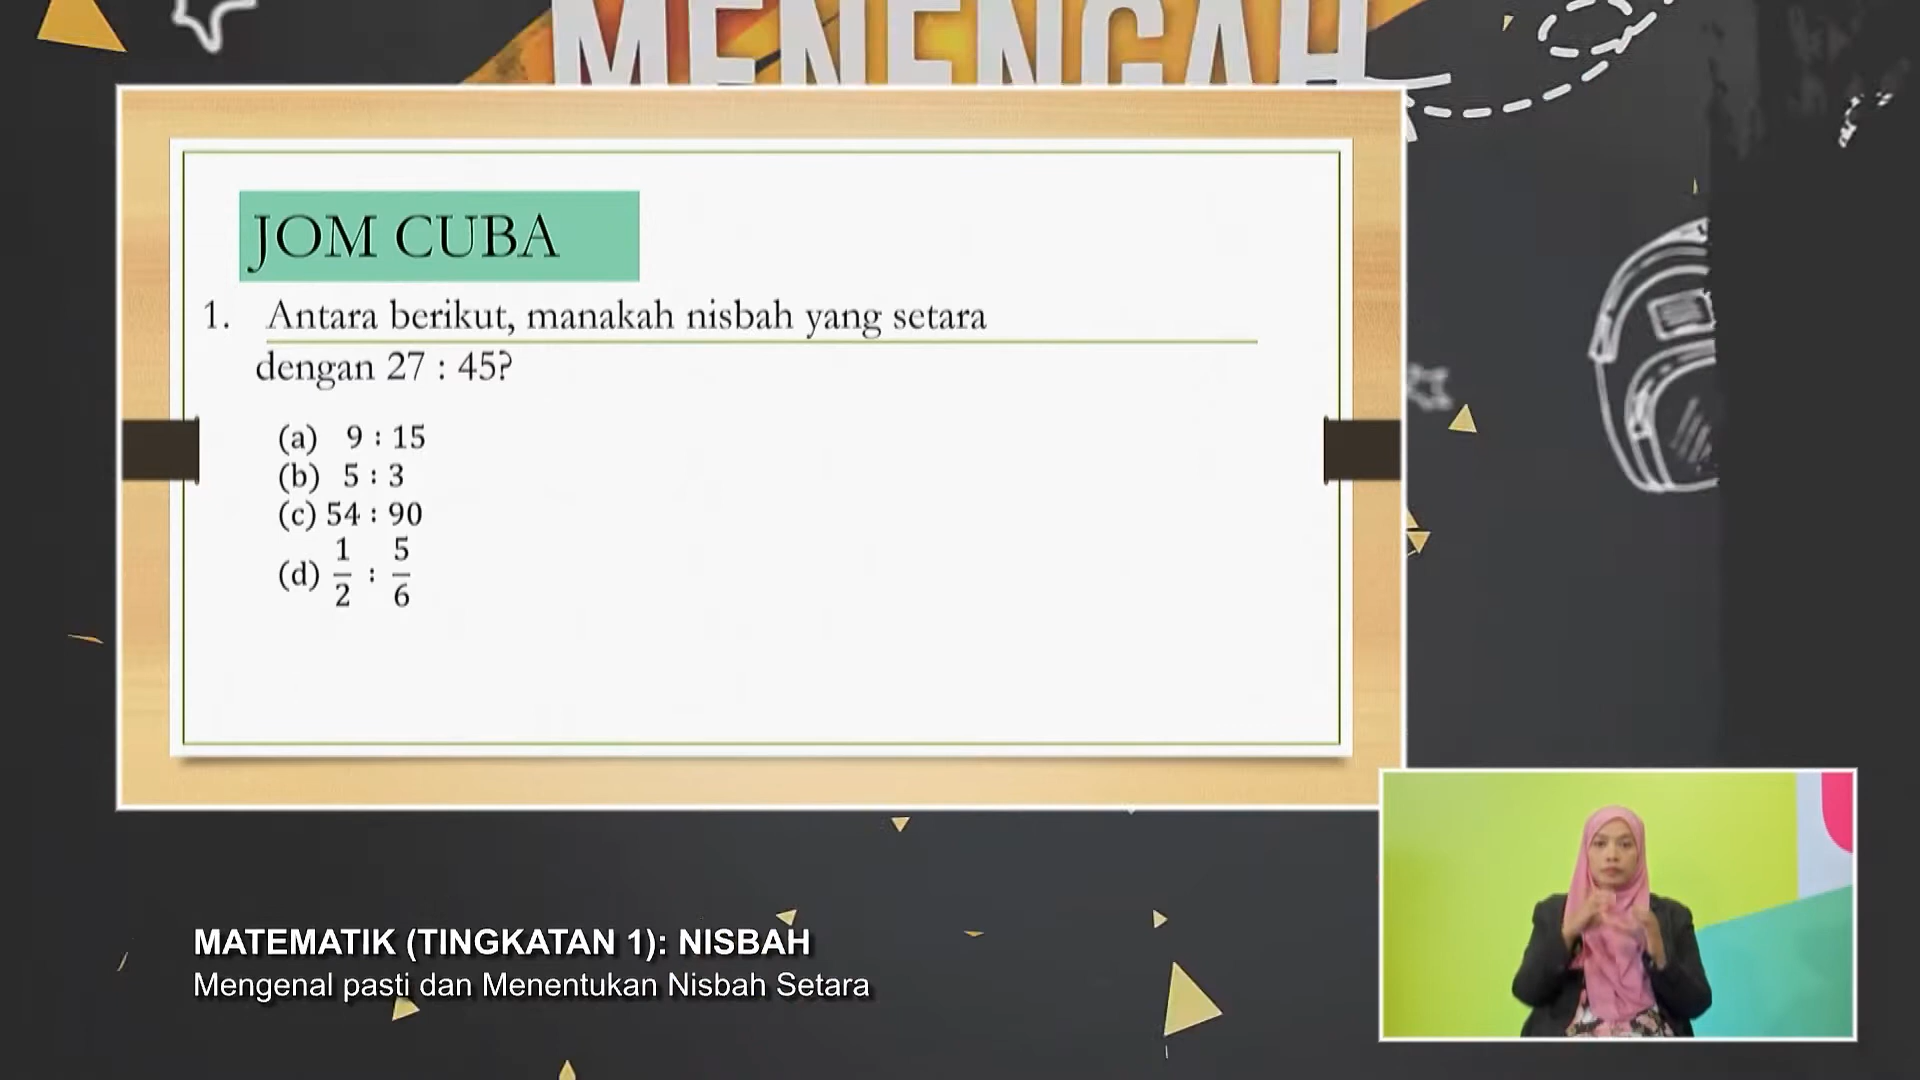 MENENGAH
JOM CUBA
1. Antara berikut, manakah nisbah yang setara
dengan 27 : 45?
(a) 9 : 15
(b) 5 : 3
(c) 54 : 90
(d) 1/2 : 5/6
MATEMATIK (TINGKATAN 1): NISBAH
Mengenal pasti dan Menentukan Nisbah Setara